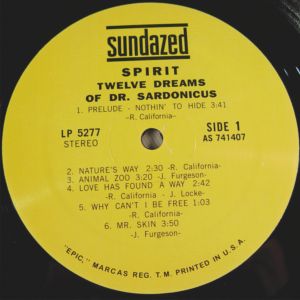 sundazed
SPIRIT
TWELVE DREAMS
OF DR. SARDONICUS
1. PRELUDE - NOTHIN' TO HIDE 3:41
-R. California-
LP 5277
STEREO
SIDE 1
AS 741407
2. NATURE'S WAY 2:30 -R. California-
3. ANIMAL ZOO 3:20 -J. Furgeson-
4. LOVE HAS FOUND A WAY 2:42
-R. California - J. Locke-
5. WHY CAN'T I BE FREE 1:03
-R. California-
6. MR. SKIN 3:50
-J. Furgeson-
"EPIC," MARCAS REG. T.M. PRINTED IN U.S.A.